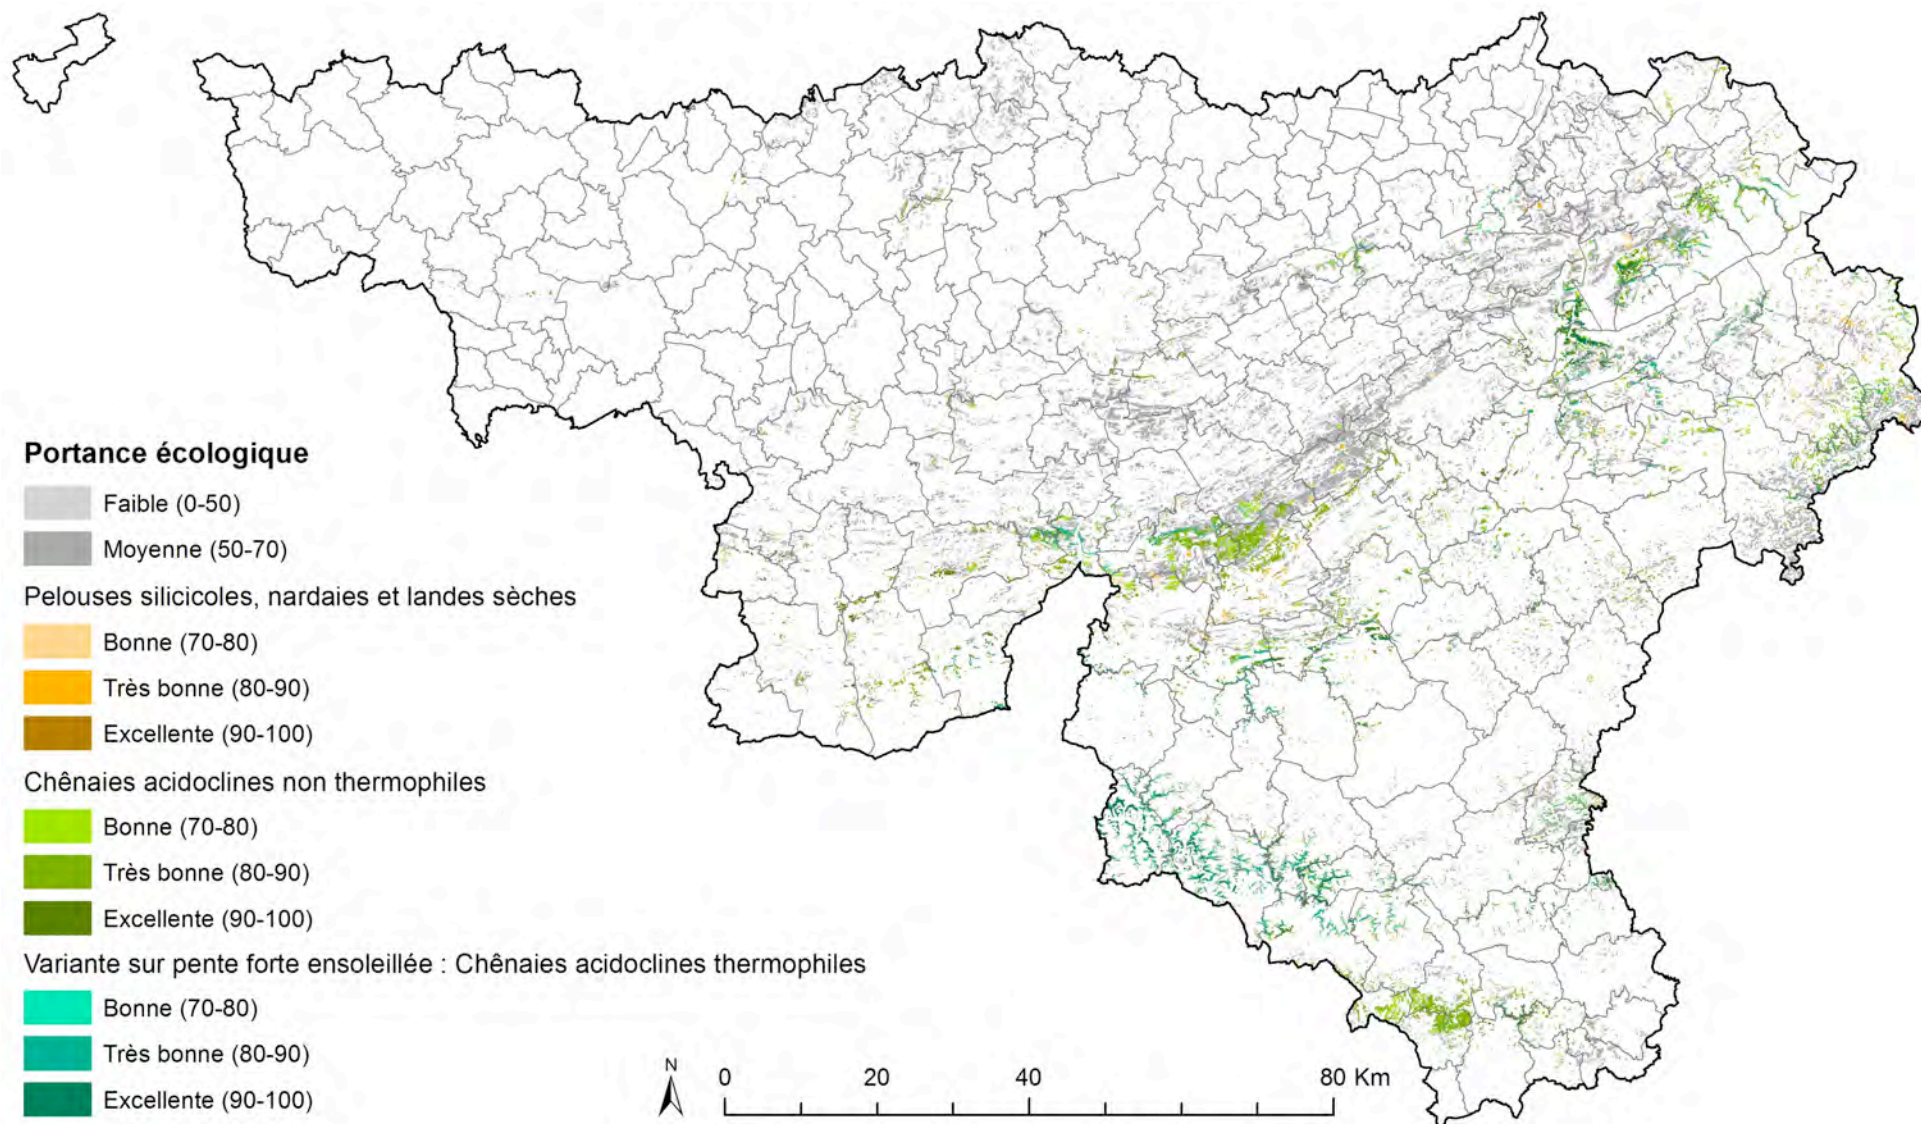 Portance écologique
Faible (0-50)
Moyenne (50-70)
Pelouses silicicoles, nardaies et landes sèches
Bonne (70-80)
Très bonne (80-90)
Excellente (90-100)
Chênaies acidoclines non thermophiles
Bonne (70-80)
Très bonne (80-90)
Excellente (90-100)
Variante sur pente forte ensoleillée : Chênaies acidoclines thermophiles
Bonne (70-80)
Très bonne (80-90)
Excellente (90-100)
N
0 20 40 80 Km